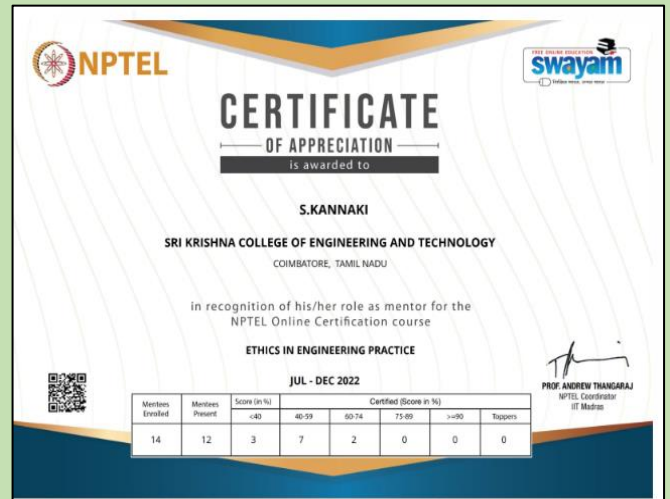 NPTEL
FREE ONLINE EDUCATION
swayam
CERTIFICATE
OF APPRECIATION
is awarded to
S.KANNAKI
SRI KRISHNA COLLEGE OF ENGINEERING AND TECHNOLOGY
COIMBATORE, TAMIL NADU
in recognition of his/her role as mentor for the
NPTEL Online Certification course
ETHICS IN ENGINEERING PRACTICE
JUL - DEC 2022
PROF. ANDREW THANGARAJ
NPTEL Coordinator
IIT Madras
Mentees Enrolled Mentees Present Score (in %) Certified (Score in %)
<40 40-59 60-74 75-89 >=90 Toppers
14 12 3 7 2 0 0 0